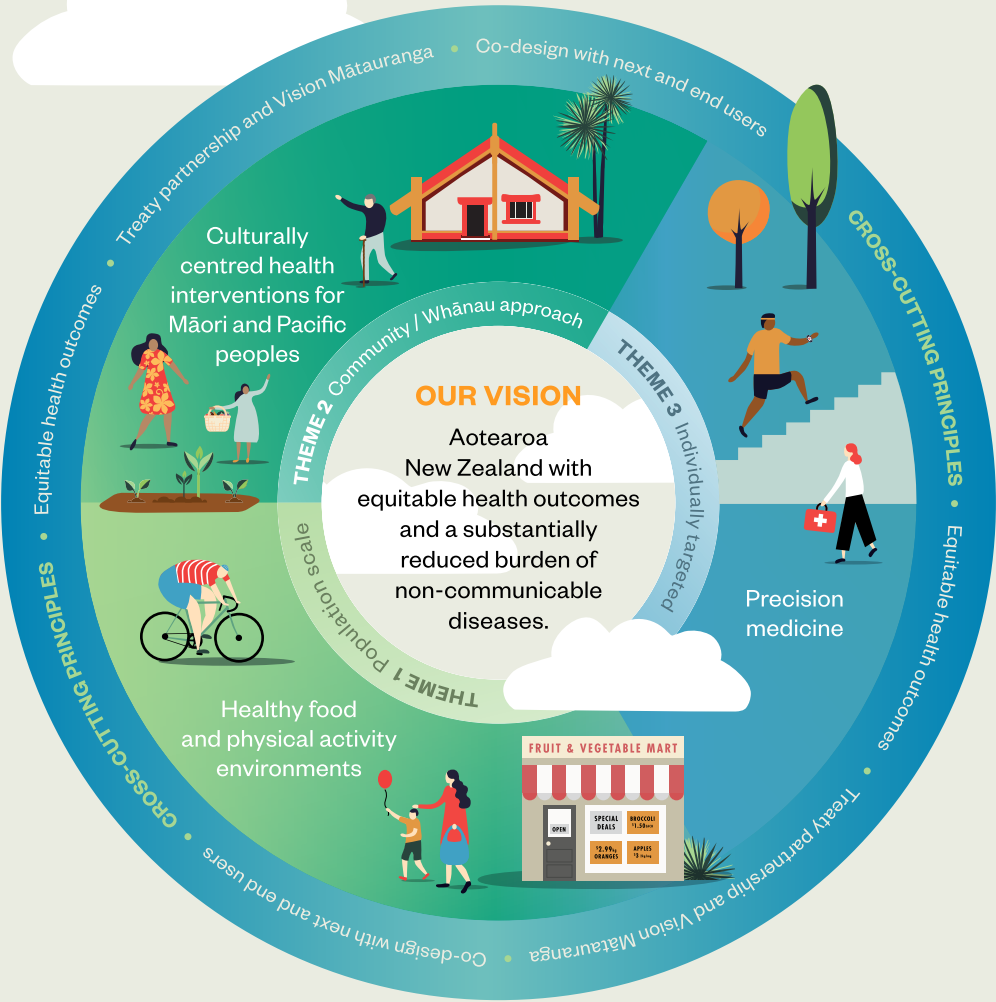 OUR VISION
Aotearoa
New Zealand with
equitable health outcomes
and a substantially
reduced burden of
non-communicable
diseases.
THEME 1 Population scale
THEME 2 Community / Whānau approach
THEME 3 Individually targeted
Healthy food
and physical activity
environments
Culturally
centred health
interventions for
Māori and Pacific
peoples
Precision
medicine
FRUIT & VEGETABLE MART
OPEN
SPECIAL
DEALS
BROCCOLI
$1.50
$2.99kg
ORANGES
APPLES
CROSS-CUTTING PRINCIPLES • Equitable health outcomes • Treaty partnership and Vision Mātauranga • Co-design with next and end users
CROSS-CUTTING PRINCIPLES • Equitable health outcomes • Treaty partnership and Vision Mātauranga • Co-design with next and end users